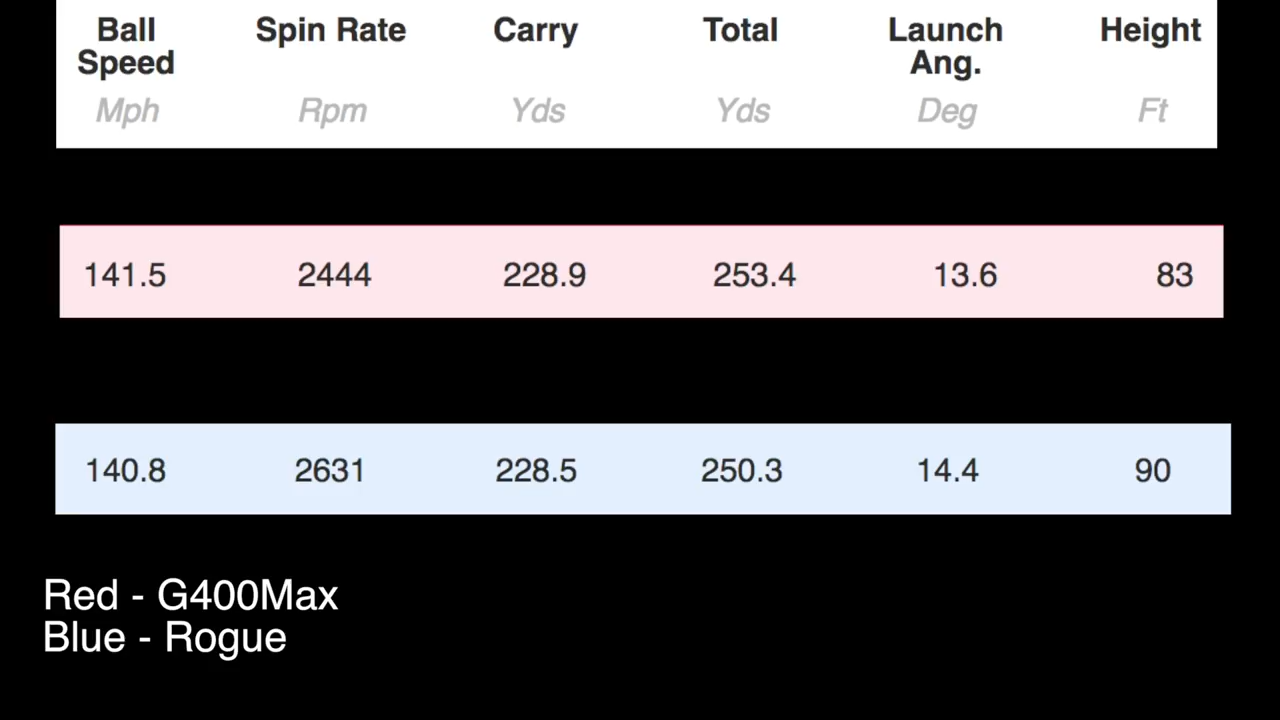 Ball Speed Spin Rate Carry Total Launch Ang. Height
Mph Rpm Yds Yds Deg Ft
141.5 2444 228.9 253.4 13.6 83
140.8 2631 228.5 250.3 14.4 90
Red - G400Max
Blue - Rogue